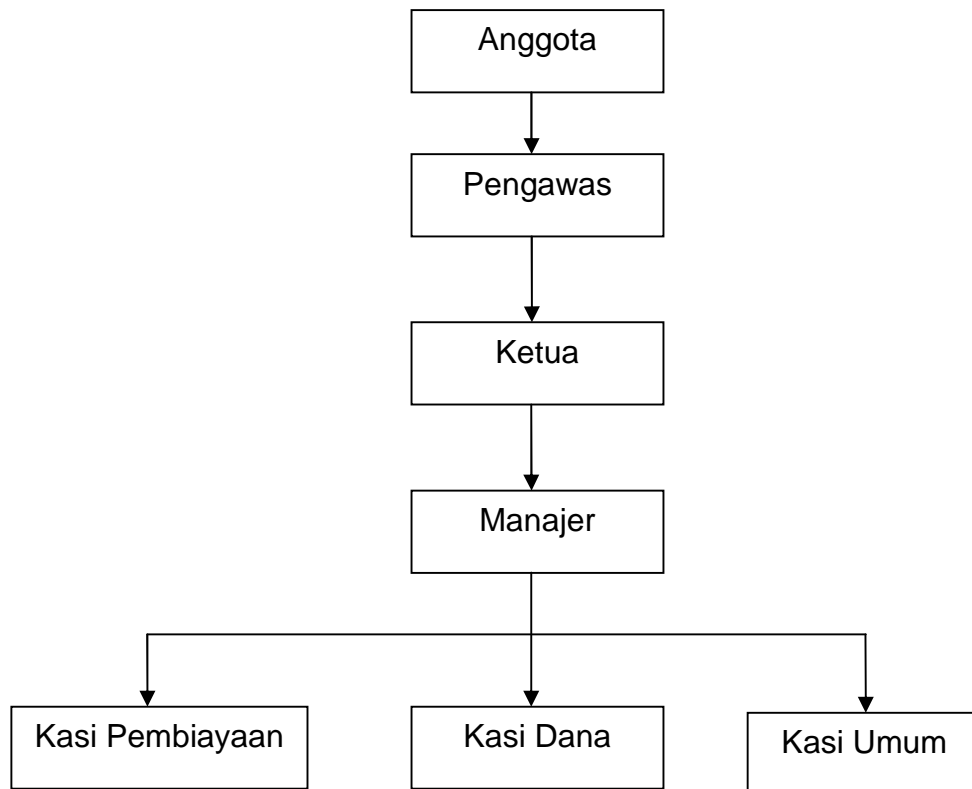 Anggota
Pengawas
Ketua
Manajer
Kasi Pembiayaan
Kasi Dana
Kasi Umum